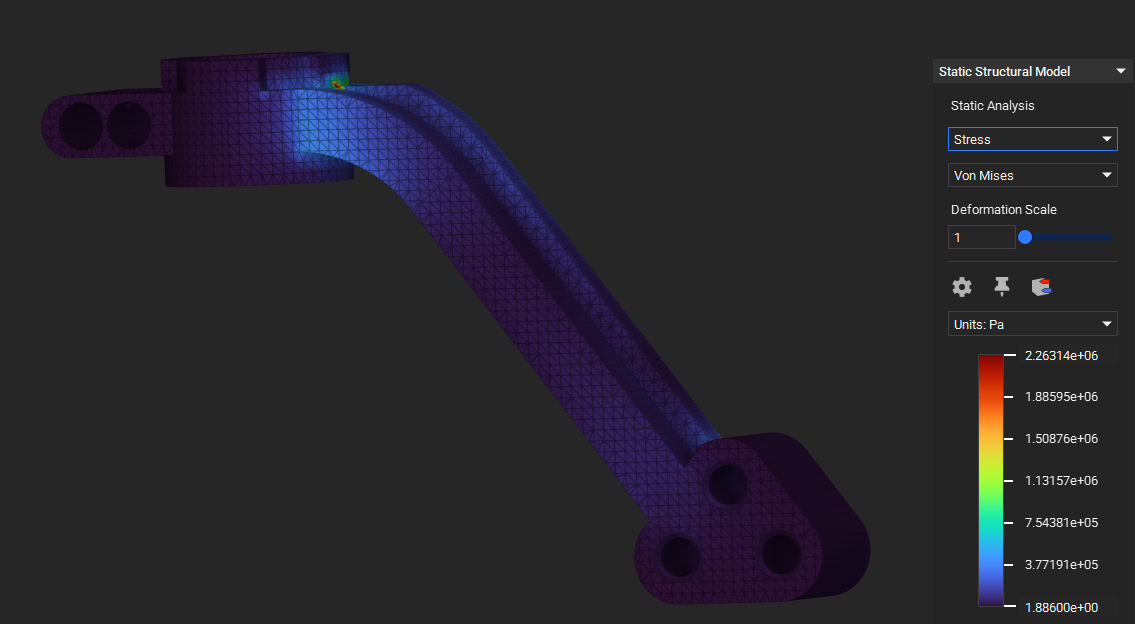 Static Structural Model
Static Analysis
Stress
Von Mises
Deformation Scale
1
Units: Pa
2.26314e+06
1.88595e+06
1.50876e+06
1.13157e+06
7.54381e+05
3.77191e+05
1.88600e+00